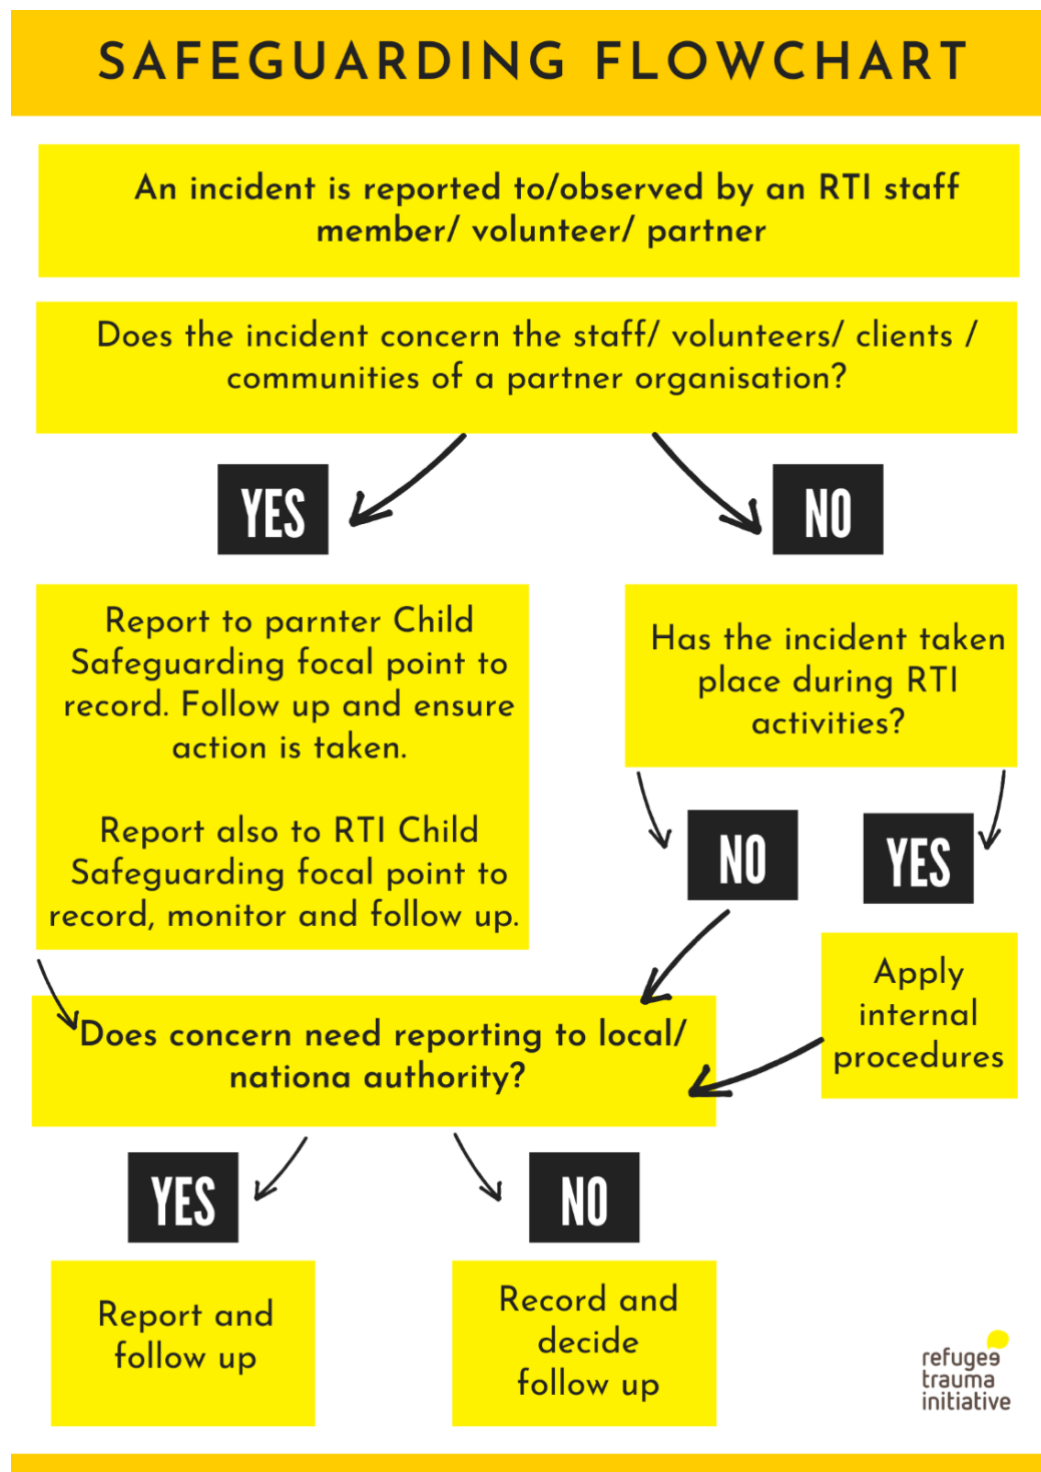 SAFEGUARDING FLOWCHART
An incident is reported to/observed by an RTI staff
member/ volunteer/ partner
Does the incident concern the staff/ volunteers/ clients /
communities of a partner organisation?
YES
NO
Report to parnter Child
Safeguarding focal point to
record. Follow up and ensure
action is taken.
Report also to RTI Child
Safeguarding focal point to
record, monitor and follow up.
Has the incident taken
place during RTI
activities?
NO
YES
Apply
internal
procedures
Does concern need reporting to local/
nationa authority?
YES
NO
Report and
follow up
Record and
decide
follow up
refugee
trauma
initiative